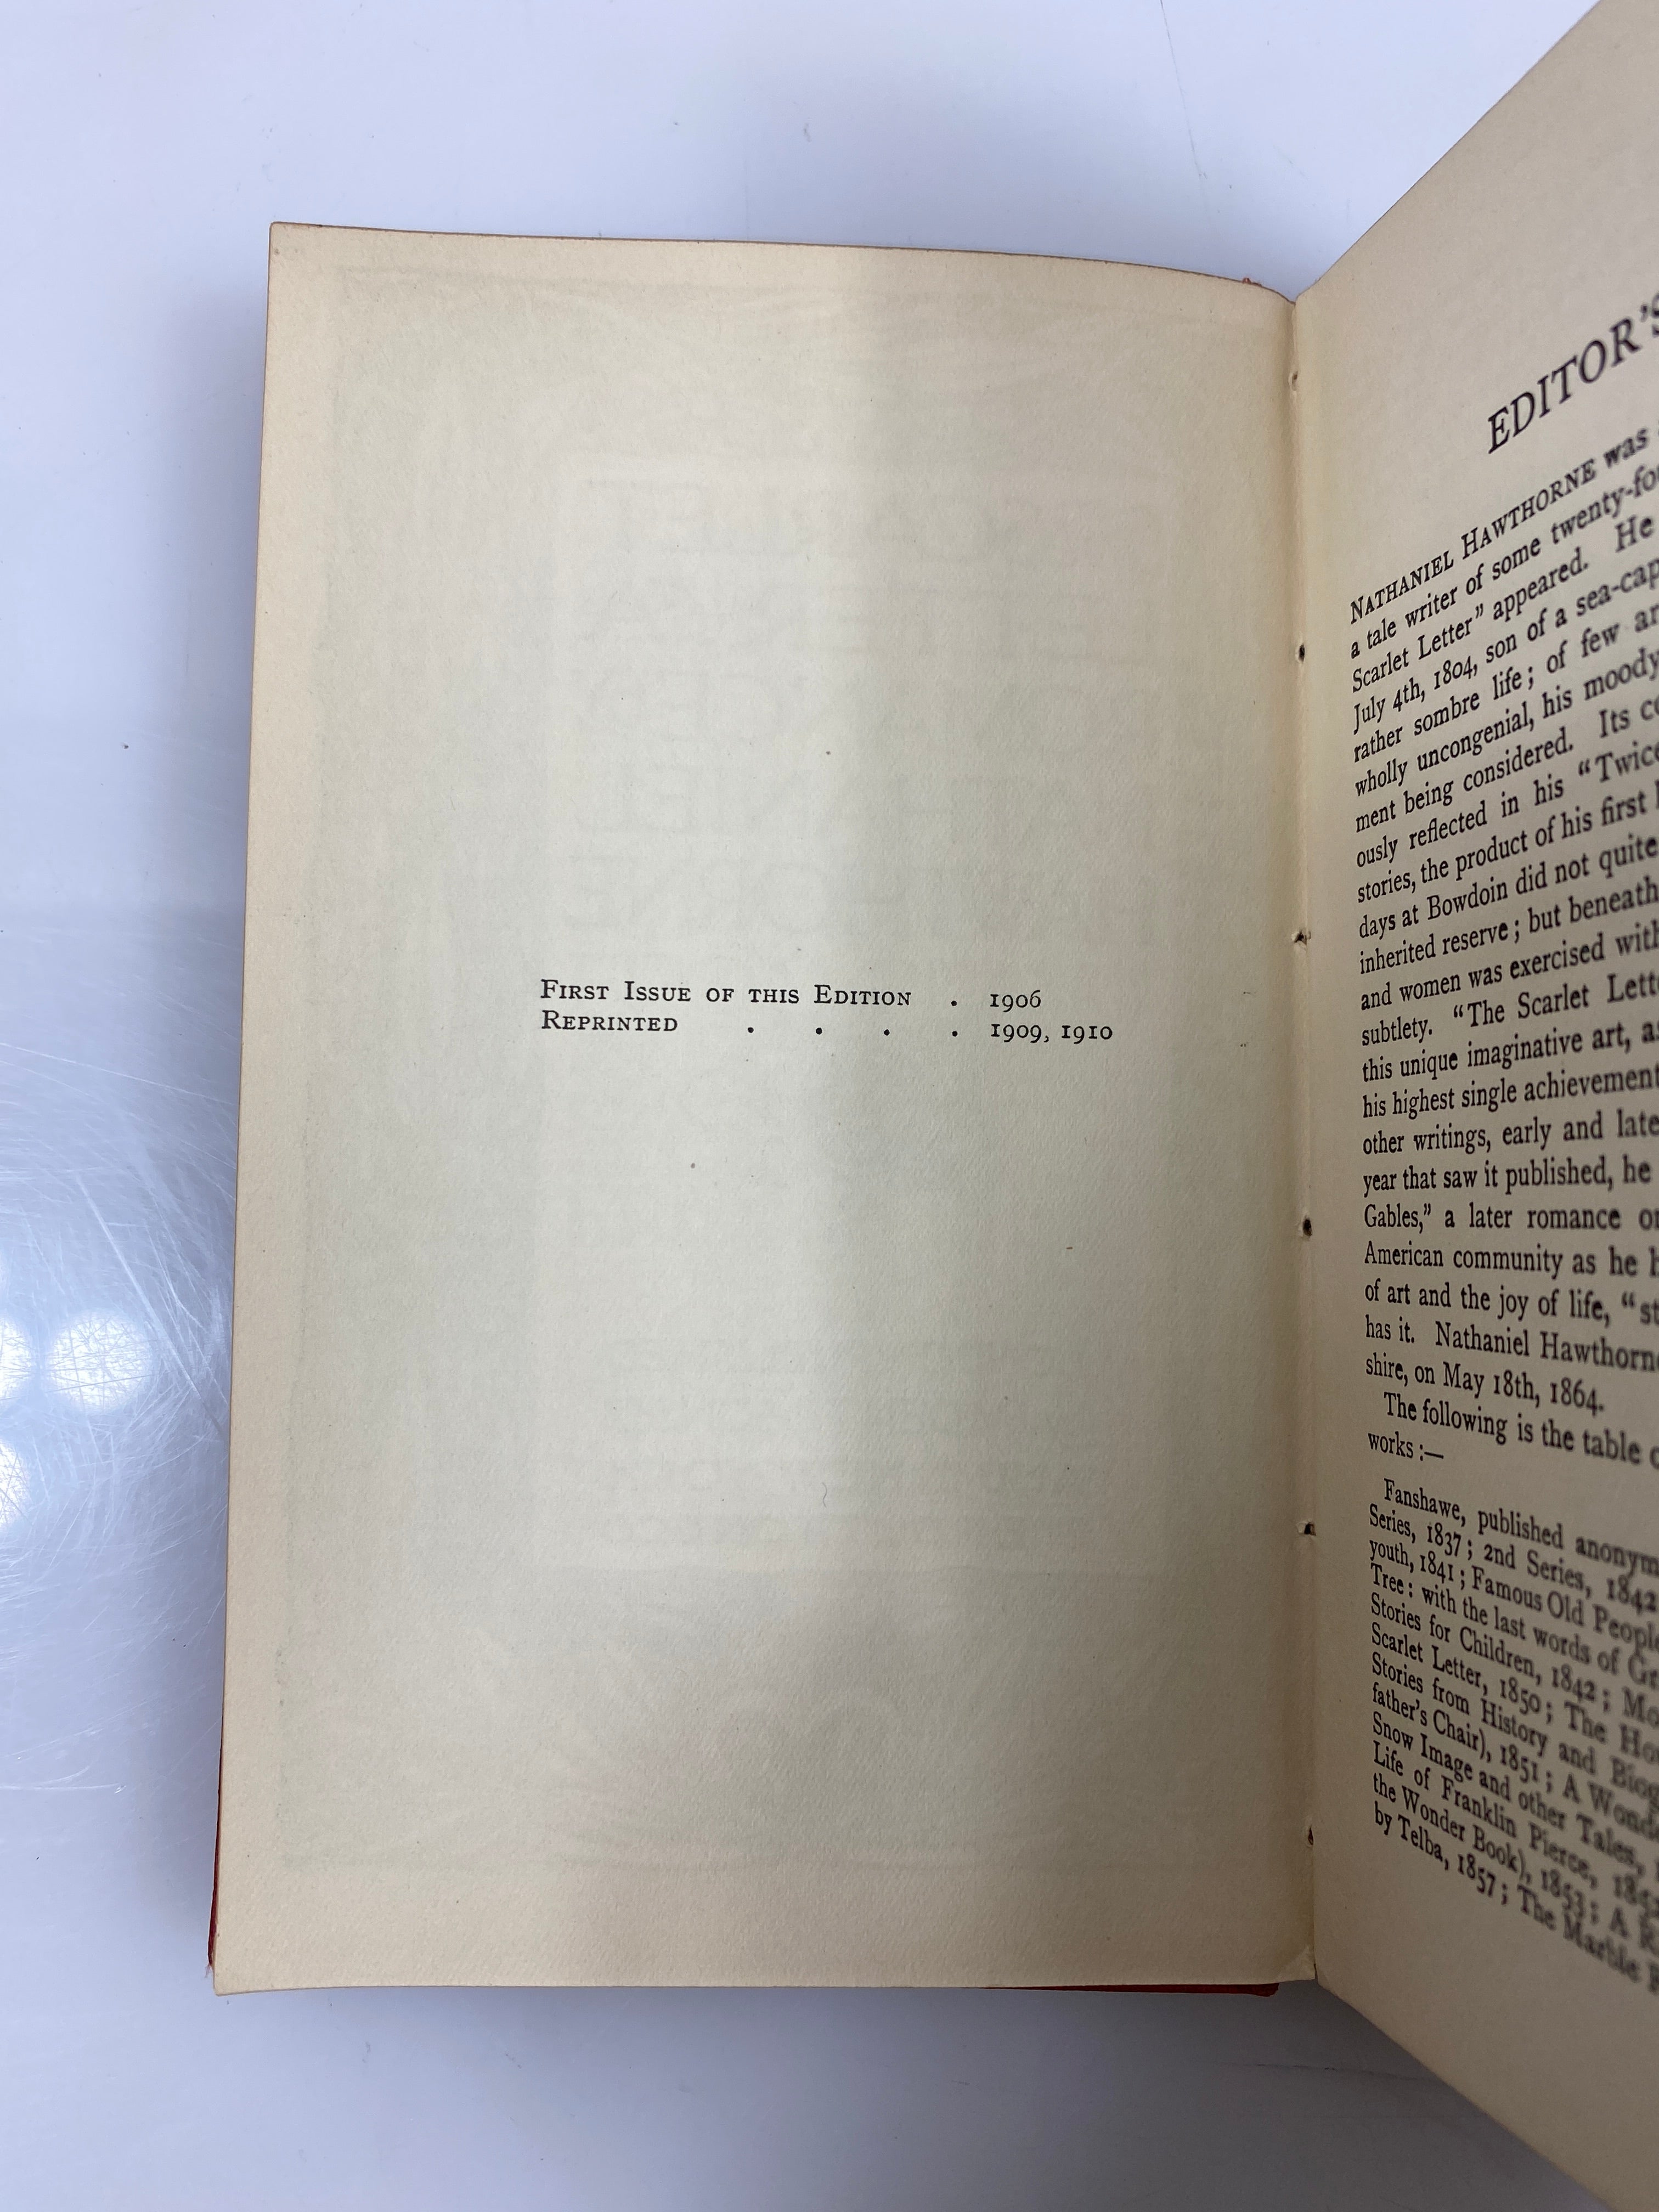 FIRST ISSUE OF THIS EDITION . 1906
REPRINTED . . . . 1909, 1910
EDITOR'S
NATHANIEL HAWTHORNE was
a tale writer of some twenty-fo
Scarlet Letter” appeared. He
July 4th, 1804, son of a sea-cap
rather sombre life; of few
wholly uncongenial, his moody
ment being considered. Its
ously reflected in his “Twice
stories, the product of his first
days at Bowdoin did not quite
inherited reserve; but beneath
and women was exercised with
subtlety. “The Scarlet Lett
this unique imaginative art, as
his highest single achievement
other writings, early and late
year that saw it published, he
Gables,” a later romance
American community as he
of art and the joy of life, “st
has it. Nathaniel Hawthorne
shire, on May 18th, 1864.
The following is the table
works:—
Fanshawe, published anonym
Series, 1837; 2nd Series, 1842
youth, 1841; Famous Old People
Tree: with the last words of Gr
Stories for Children, 1842; Mo
Scarlet Letter, 1850; The Ho
Stories from History and Biog
father's Chair), 1851; A Wonde
Snow Image and other Tales,
Life of Franklin Pierce, 1852
the Wonder Book), 1853; A
by Telba, 1857; The Marble